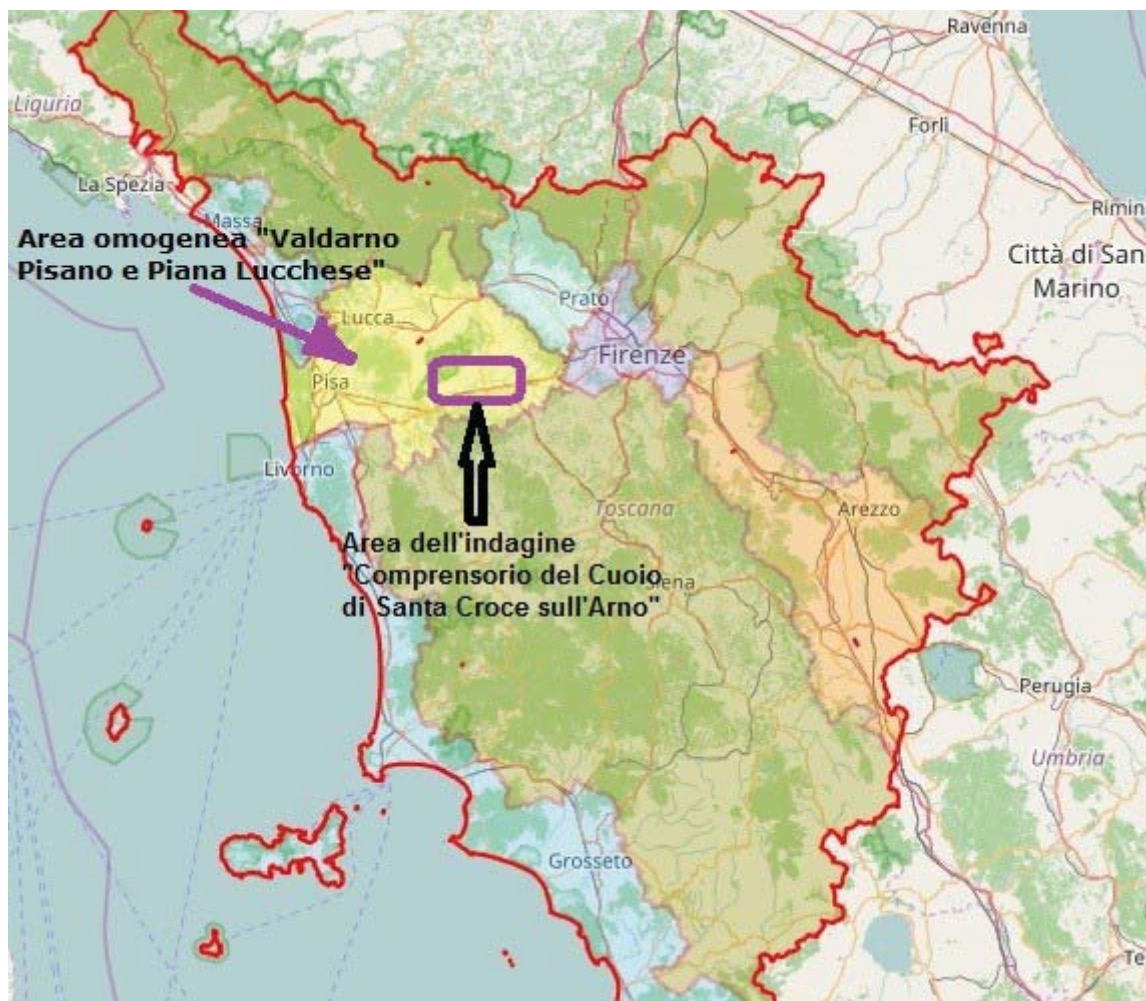 Ravenna
Liguria
Forlì
La Spezia
Rimin
Massa
Area omogenea "Valdarno
Pisano e Piana Lucchese"
Città di San
Marino
Prato
Lucca
Firenze
Pisa
Livorno
Toscana
Arezzo
Area dell'indagine
"Comprensorio del Cuoio
di Santa Croce sull'Arno"
iena
Perugia
Umbria
Grosseto
Te